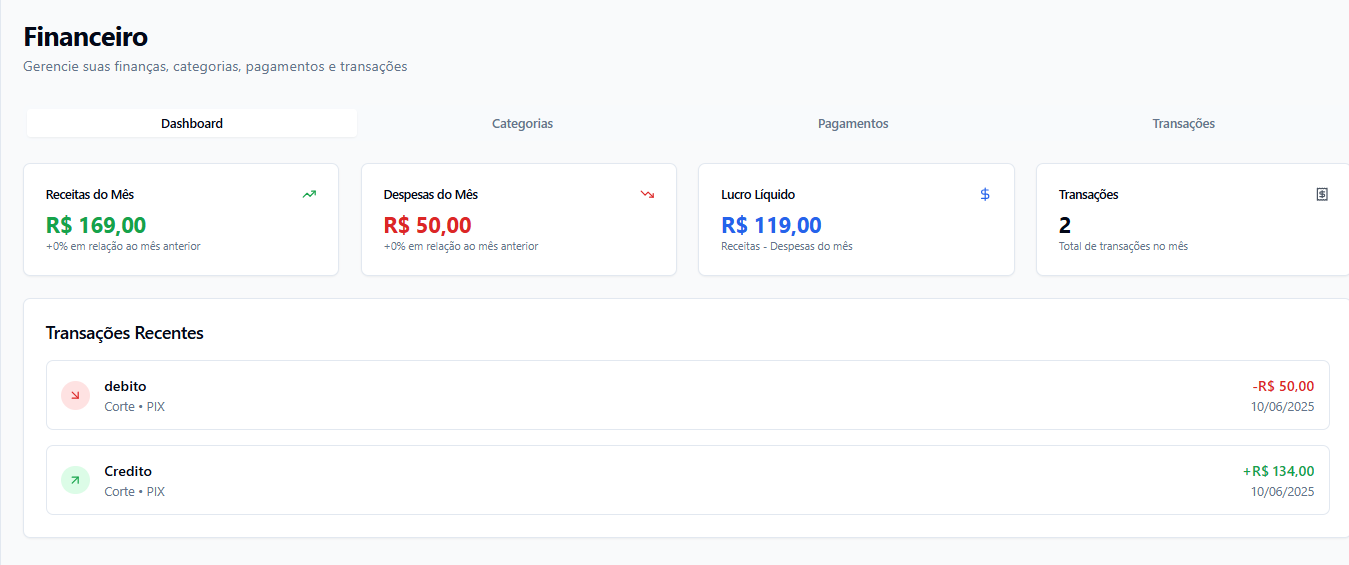 Financeiro
Gerencie suas finanças, categorias, pagamentos e transações
Dashboard
Categorias
Pagamentos
Transações
Receitas do Mês
R$ 169,00
+0% em relação ao mês anterior
Despesas do Mês
R$ 50,00
+0% em relação ao mês anterior
Lucro Líquido
$
R$ 119,00
Receitas - Despesas do mês
Transações
2
Total de transações no mês
Transações Recentes
debito
-R$ 50,00
Corte • PIX
10/06/2025
Credito
+R$ 134,00
Corte • PIX
10/06/2025